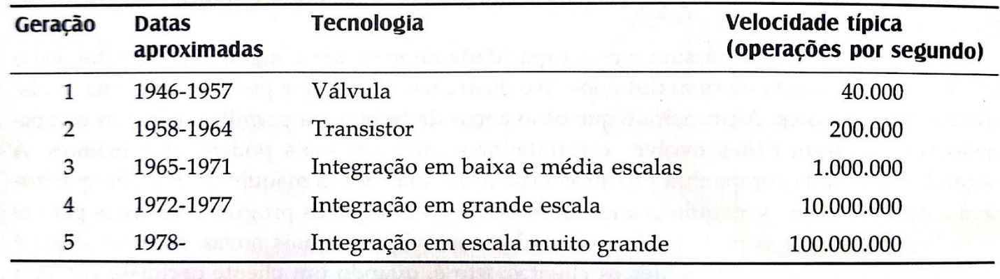 Geração Datas aproximadas Tecnologia Velocidade típica (operações por segundo)
1 1946-1957 Válvula 40.000
2 1958-1964 Transistor 200.000
3 1965-1971 Integração em baixa e média escalas 1.000.000
4 1972-1977 Integração em grande escala 10.000.000
5 1978- Integração em escala muito grande 100.000.000